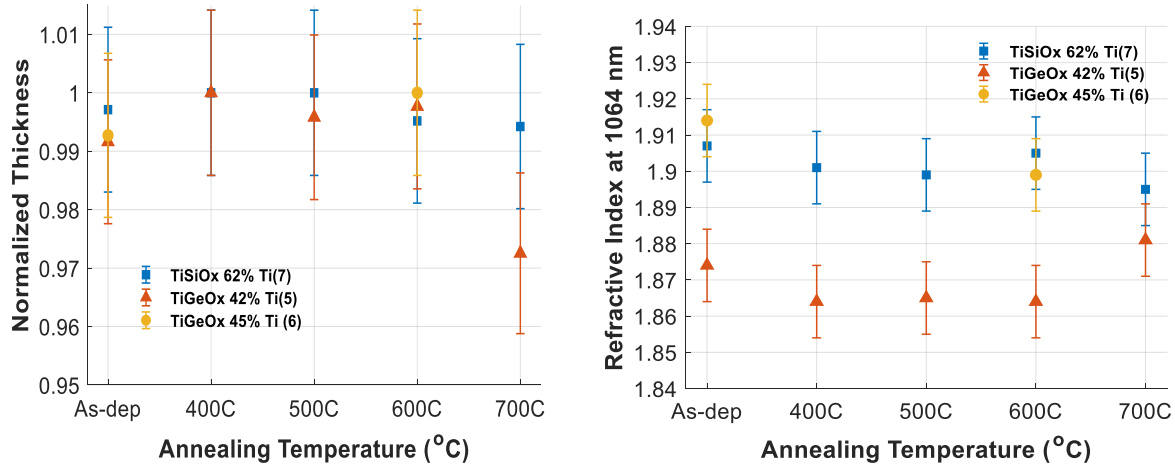 1.01
1
0.99
0.98
0.97
0.96
0.95
Normalized Thickness
TiSiOx 62% Ti(7)
TiGeOx 42% Ti(5)
TiGeOx 45% Ti (6)
As-dep 400C 500C 600C 700C
Annealing Temperature (°C)
1.94
1.93
1.92
1.91
1.9
1.89
1.88
1.87
1.86
1.85
1.84
Refractive Index at 1064 nm
TiSiOx 62% Ti(7)
TiGeOx 42% Ti(5)
TiGeOx 45% Ti (6)
As-dep 400C 500C 600C 700C
Annealing Temperature (°C)